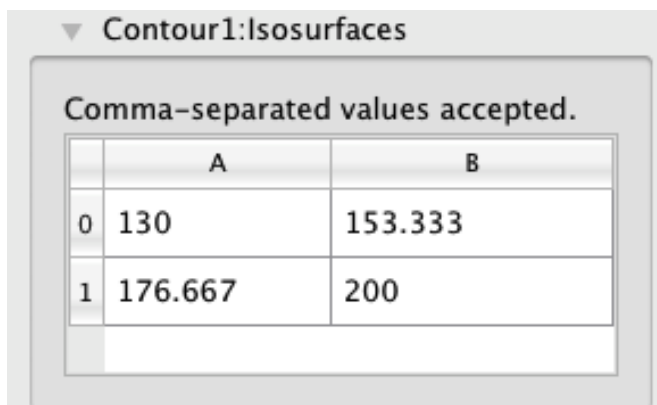 Contour1:Isosurfaces
Comma-separated values accepted.
A B
0 130 153.333
1 176.667 200